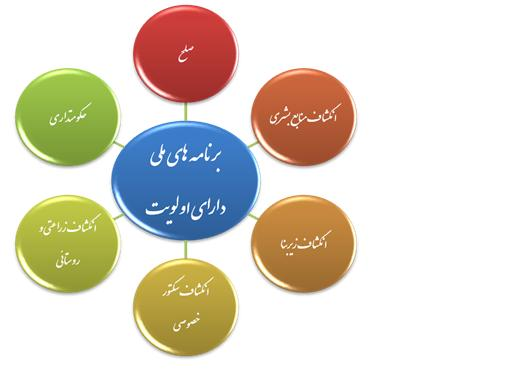 صلح
انکشاف منابع بشری
انکشاف زیربنا
انکشاف سکتور
خصوصی
انکشاف زراعتی و
روستائی
حکومتداری
برنامه های ملی
دارای اولویت